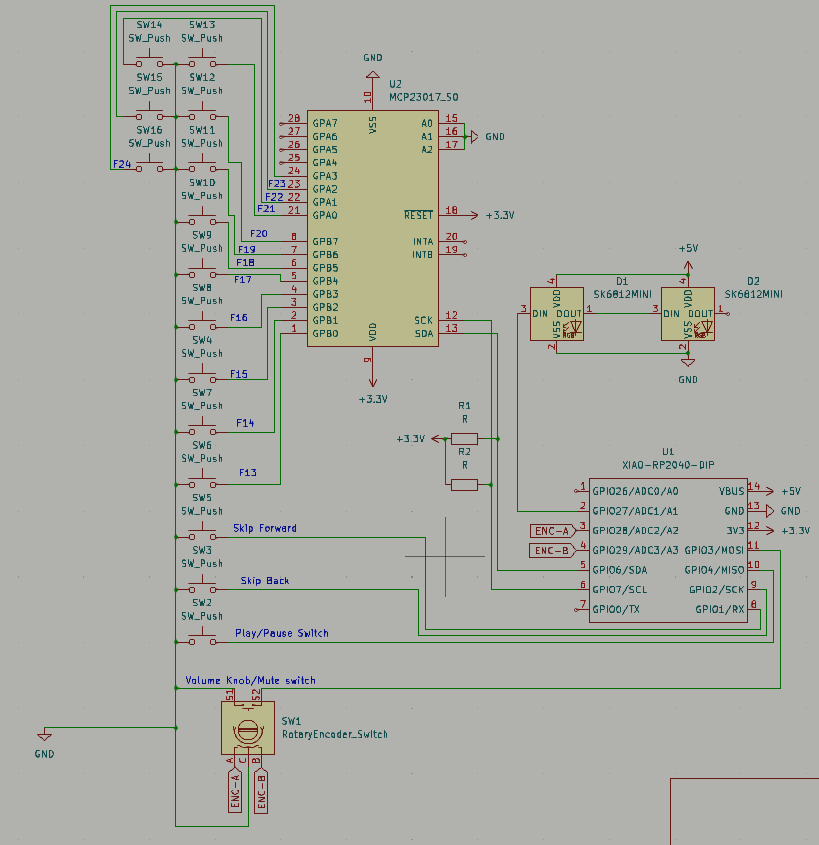 SW14 SW13
SW_Push SW_Push
SW15 SW12
SW_Push SW_Push
SW16 SW11
SW_Push SW_Push
F24
SW10
SW_Push
SW9
SW_Push
SW8
SW_Push
SW4
SW_Push
SW7
SW_Push
SW6
SW_Push
SW5
SW_Push
SW3
SW_Push
SW2
SW_Push
F23
F22
F21
F20
F19
F18
F17
F16
F15
F14
F13
Skip Forward
Skip Back
Play/Pause Switch
Volume Knob/Mute switch
S1 S2
SW1
RotaryEncoder_Switch
A C B
ENC-A ENC-B
GND
GND
U2
MCP23017_SO
10
VSS
28 GPA7 A0 15
27 GPA6 A1 16 GND
26 GPA5 A2 17
25 GPA4
24 GPA3
23 GPA2
22 GPA1
21 GPA0 RESET 18 +3.3V
8 GPB7 INTA 20
7 GPB6 INTB 19
6 GPB5
5 GPB4
4 GPB3
3 GPB2
2 GPB1 SCK 12
1 GPB0 VDD SDA 13
9
+3.3V
+5V
D1 D2
SK6812MINI SK6812MINI
4 4
VDD VDD
3 DIN DOUT 1 3 DIN DOUT 1
VSS RGB VSS RGB
2 2
GND
R1
R
+3.3V
R2
R
U1
XIAO-RP2040-DIP
1 GPIO26/ADC0/A0 VBUS 14 +5V
2 GPIO27/ADC1/A1 GND 13 GND
ENC-A 3 GPIO28/ADC2/A2 3V3 12 +3.3V
ENC-B 4 GPIO29/ADC3/A3 GPIO3/MOSI 11
5 GPIO6/SDA GPIO4/MISO 10
6 GPIO7/SCL GPIO2/SCK 9
7 GPIO0/TX GPIO1/RX 8